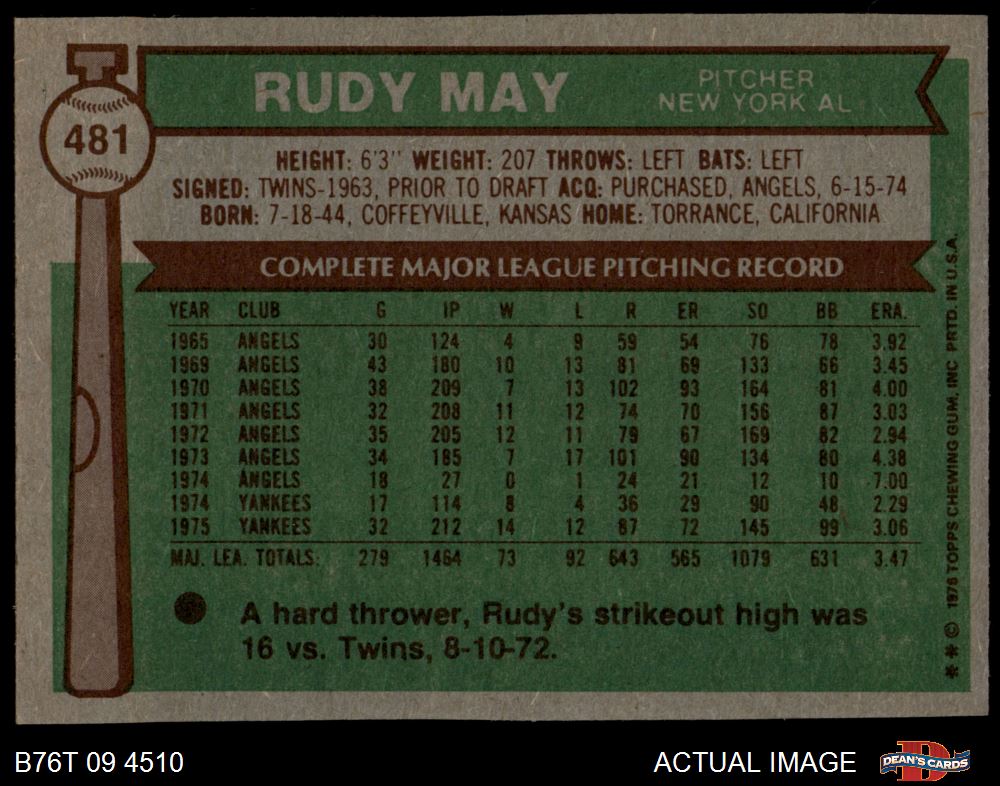 RUDY MAY
PITCHER
NEW YORK AL
481
HEIGHT: 6'3" WEIGHT: 207 THROWS: LEFT BATS: LEFT
SIGNED: TWINS-1963, PRIOR TO DRAFT ACQ: PURCHASED, ANGELS, 6-15-74
BORN: 7-18-44, COFFEYVILLE, KANSAS HOME: TORRANCE, CALIFORNIA
COMPLETE MAJOR LEAGUE PITCHING RECORD
YEAR CLUB G IP W L R ER SO BB ERA.
1965 ANGELS 30 124 4 9 59 54 76 78 3.92
1969 ANGELS 43 180 10 13 81 69 133 66 3.45
1970 ANGELS 38 209 7 13 102 93 164 81 4.00
1971 ANGELS 32 208 11 12 74 70 156 87 3.03
1972 ANGELS 35 205 12 11 79 67 169 82 2.94
1973 ANGELS 34 185 7 17 101 90 134 80 4.38
1974 ANGELS 18 27 0 1 24 21 12 10 7.00
1974 YANKEES 17 114 8 4 36 29 90 48 2.29
1975 YANKEES 32 212 14 12 87 72 145 99 3.06
MAJ. LEA. TOTALS: 279 1464 73 92 643 565 1079 631 3.47
A hard thrower, Rudy's strikeout high was
16 vs. Twins, 8-10-72.
** © 1976 TOPPS CHEWING GUM, INC PRTD. IN U.S.A.
B76T 09 4510
ACTUAL IMAGE
D
DEAN'S CARDS